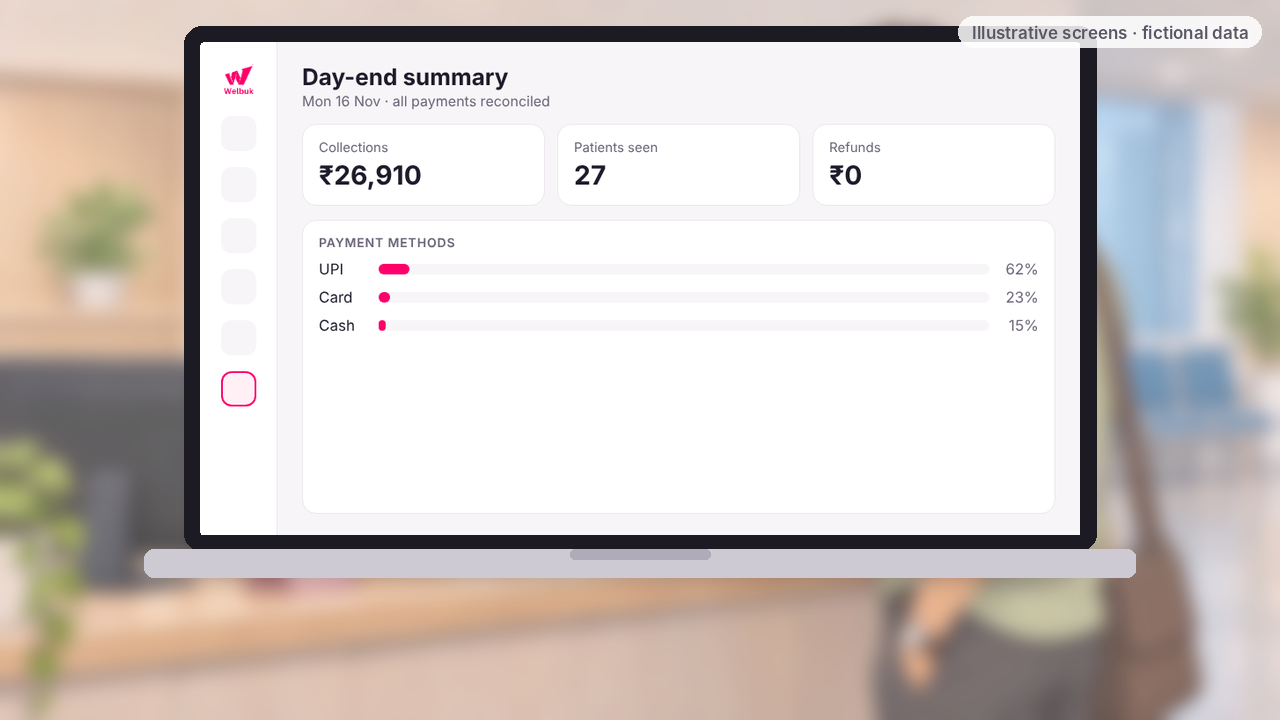 Illustrative screens · fictional data
Welbuk
Day-end summary
Mon 16 Nov · all payments reconciled
Collections
₹26,910
Patients seen
27
Refunds
₹0
PAYMENT METHODS
UPI 62%
Card 23%
Cash 15%